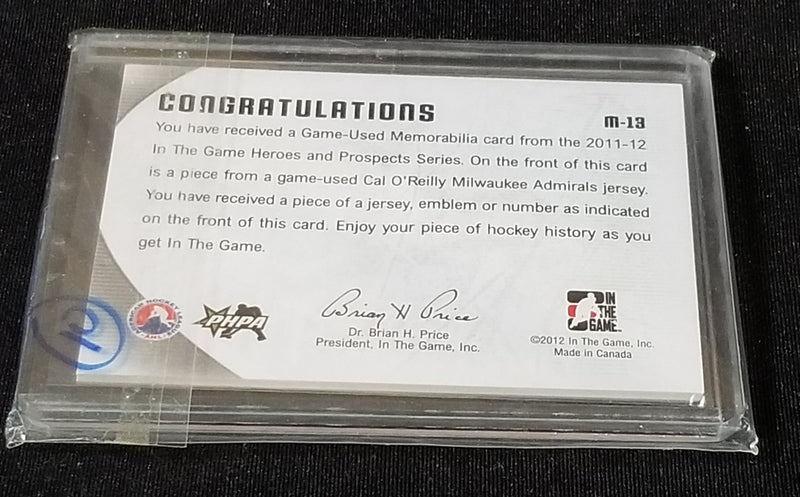 CONGRATULATIONS
M-13
You have received a Game-Used Memorabilia card from the 2011-12
In The Game Heroes and Prospects Series. On the front of this card
is a piece from a game-used Cal O'Reilly Milwaukee Admirals jersey.
You have received a piece of a jersey, emblem or number as indicated
on the front of this card. Enjoy your piece of hockey history as you
get In The Game.
AMERICAN HOCKEY LEAGUE
AHL
PHPA
Brian H Price
Dr. Brian H. Price
President, In The Game, Inc.
IN
THE
GAME
©2012 In The Game, Inc.
Made in Canada